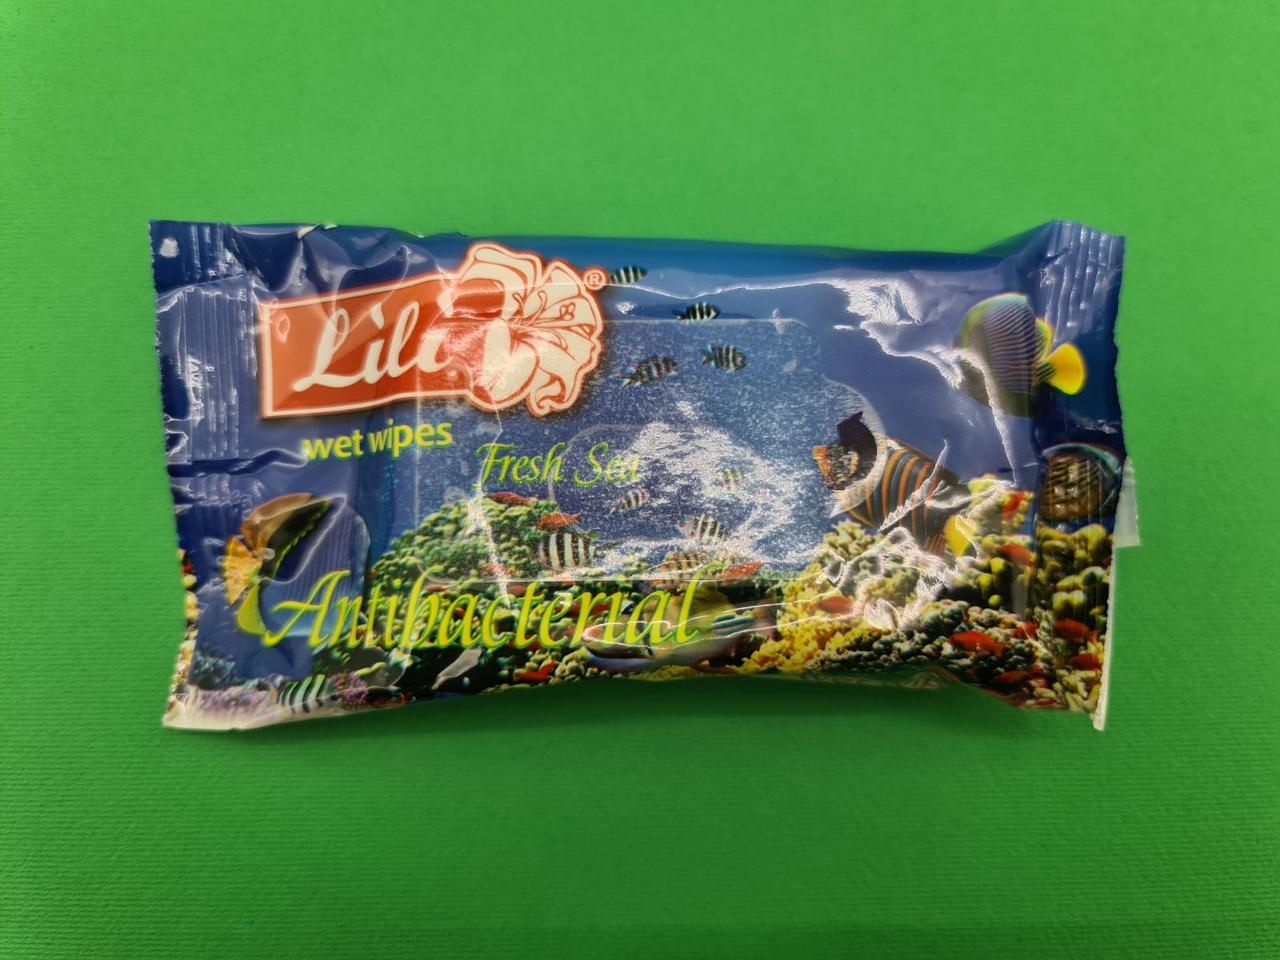 Lili®
wet wipes
Fresh Sea
Antibacterial